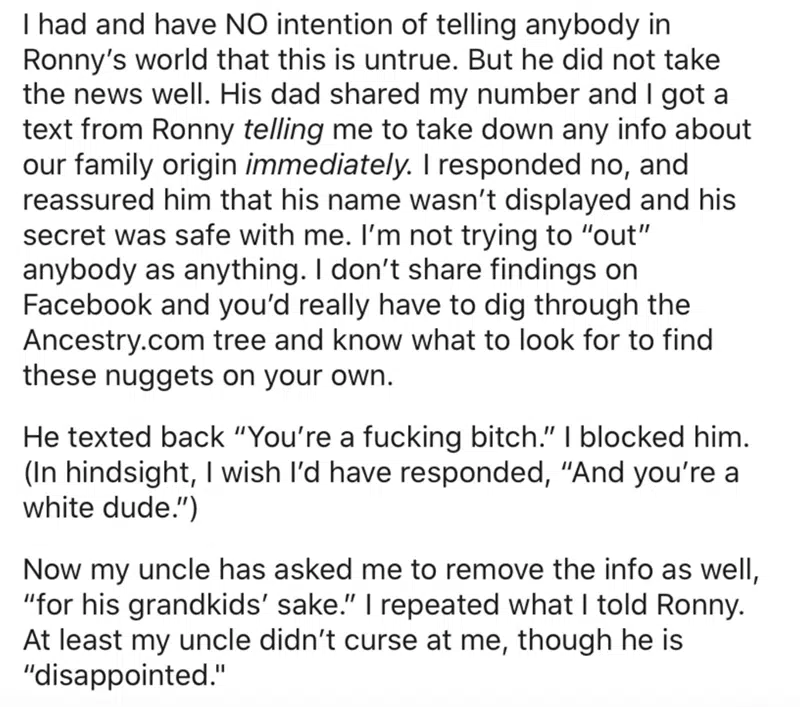 I had and have NO intention of telling anybody in
Ronny’s world that this is untrue. But he did not take
the news well. His dad shared my number and I got a
text from Ronny telling me to take down any info about
our family origin immediately. I responded no, and
reassured him that his name wasn’t displayed and his
secret was safe with me. I’m not trying to “out”
anybody as anything. I don’t share findings on
Facebook and you’d really have to dig through the
Ancestry.com tree and know what to look for to find
these nuggets on your own.
He texted back “You’re a fucking bitch.” I blocked him.
(In hindsight, I wish I’d have responded, “And you’re a
white dude.”)
Now my uncle has asked me to remove the info as well,
“for his grandkids’ sake.” I repeated what I told Ronny.
At least my uncle didn’t curse at me, though he is
“disappointed."